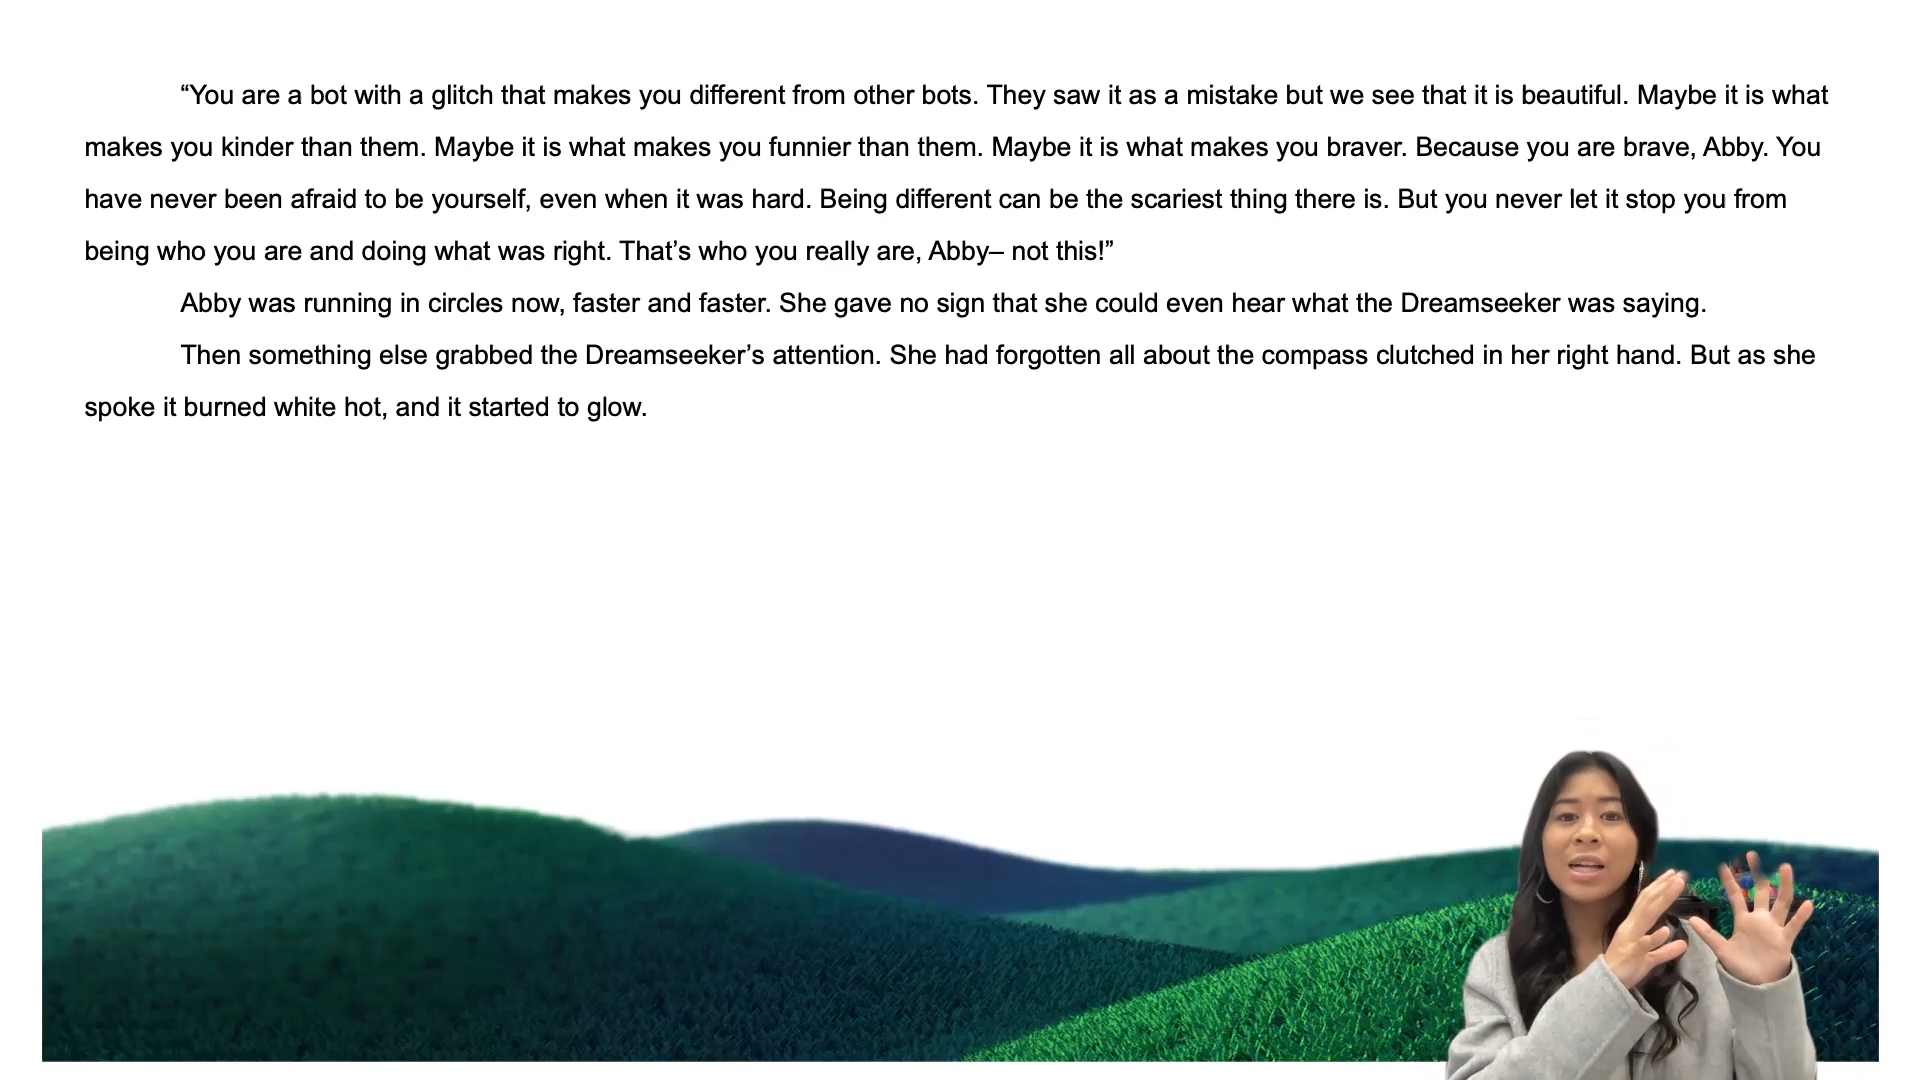 “You are a bot with a glitch that makes you different from other bots. They saw it as a mistake but we see that it is beautiful. Maybe it is what
makes you kinder than them. Maybe it is what makes you funnier than them. Maybe it is what makes you braver. Because you are brave, Abby. You
have never been afraid to be yourself, even when it was hard. Being different can be the scariest thing there is. But you never let it stop you from
being who you are and doing what was right. That’s who you really are, Abby– not this!”
Abby was running in circles now, faster and faster. She gave no sign that she could even hear what the Dreamseeker was saying.
Then something else grabbed the Dreamseeker’s attention. She had forgotten all about the compass clutched in her right hand. But as she
spoke it burned white hot, and it started to glow.